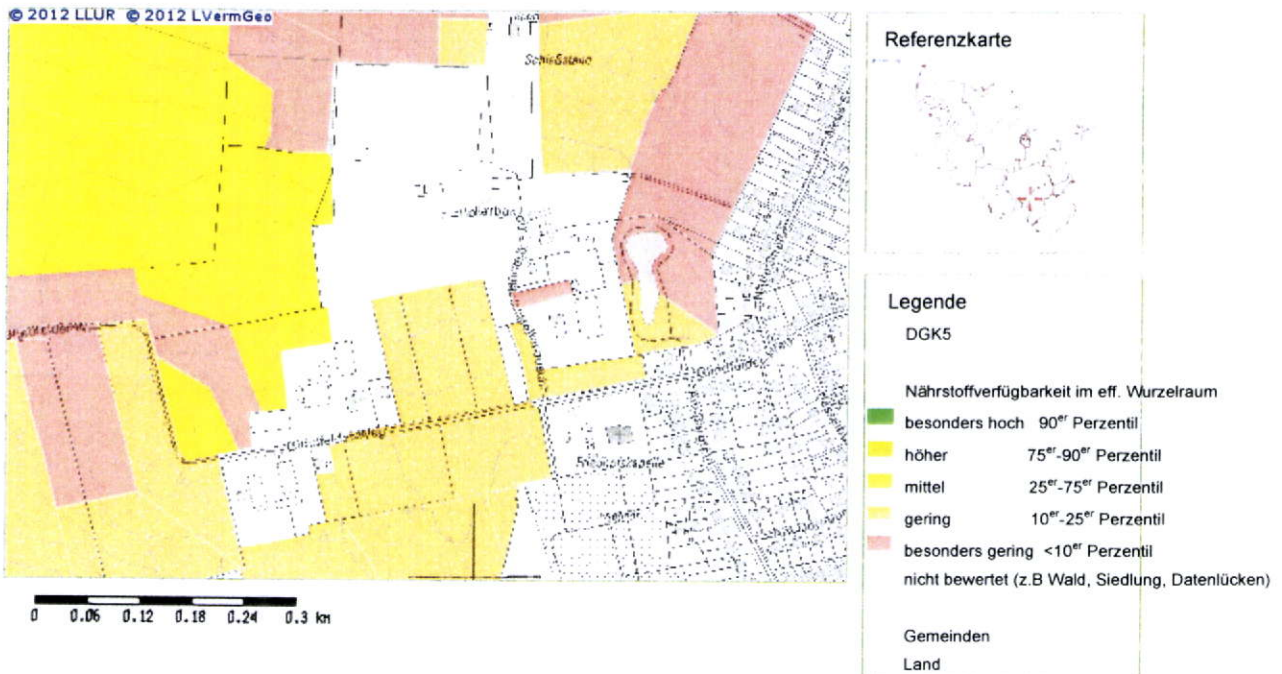 © 2012 LLUR © 2012 LVermGeo
Referenzkarte
Legende
DGK5
Nährstoffverfügbarkeit im eff. Wurzelraum
besonders hoch 90er Perzentil
höher 75er-90er Perzentil
mittel 25er-75er Perzentil
gering 10er-25er Perzentil
besonders gering <10er Perzentil
nicht bewertet (z.B Wald, Siedlung, Datenlücken)
Gemeinden
Land
0 0.06 0.12 0.18 0.24 0.3 km